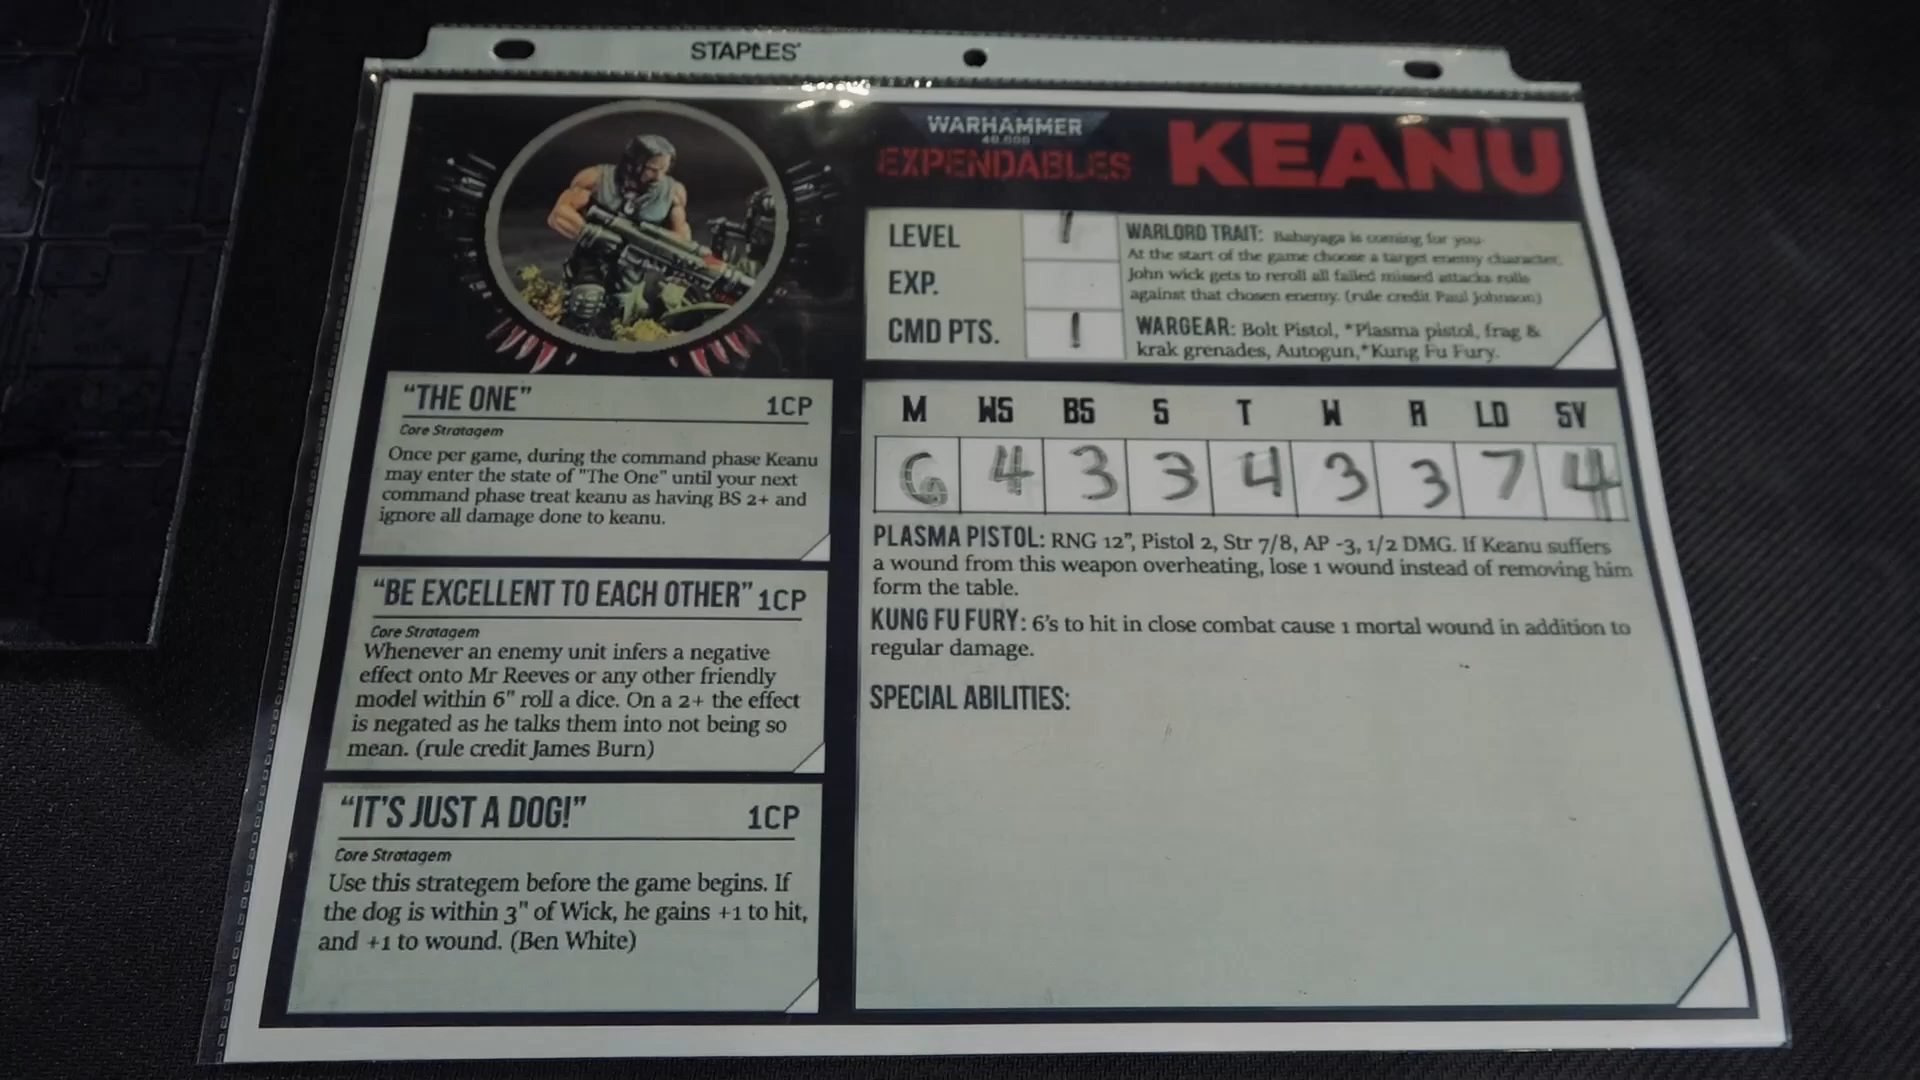 STAPLES'
WARHAMMER
40,000
EXPENDABLES
KEANU
LEVEL 1
EXP.
CMD PTS. 1
WARLORD TRAIT: Babayaga is coming for you.
At the start of the game choose a target enemy character.
John wick gets to reroll all failed missed attacks rolls
against that chosen enemy. (rule credit Paul Johnson)
WARGEAR: Bolt Pistol, *Plasma pistol, frag &
krak grenades, Autogun,*Kung Fu Fury.
"THE ONE" 1CP
Core Stratagem
Once per game, during the command phase Keanu
may enter the state of "The One" until your next
command phase treat keanu as having BS 2+ and
ignore all damage done to keanu.
"BE EXCELLENT TO EACH OTHER" 1CP
Core Stratagem
Whenever an enemy unit infers a negative
effect onto Mr Reeves or any other friendly
model within 6" roll a dice. On a 2+ the effect
is negated as he talks them into not being so
mean. (rule credit James Burn)
"IT'S JUST A DOG!" 1CP
Core Stratagem
Use this strategem before the game begins. If
the dog is within 3" of Wick, he gains +1 to hit,
and +1 to wound. (Ben White)
M WS BS S T W A LD SV
6 4 3 3 4 3 3 7 4
PLASMA PISTOL: RNG 12", Pistol 2, Str 7/8, AP -3, 1/2 DMG. If Keanu suffers
a wound from this weapon overheating, lose 1 wound instead of removing him
form the table.
KUNG FU FURY: 6's to hit in close combat cause 1 mortal wound in addition to
regular damage.
SPECIAL ABILITIES: